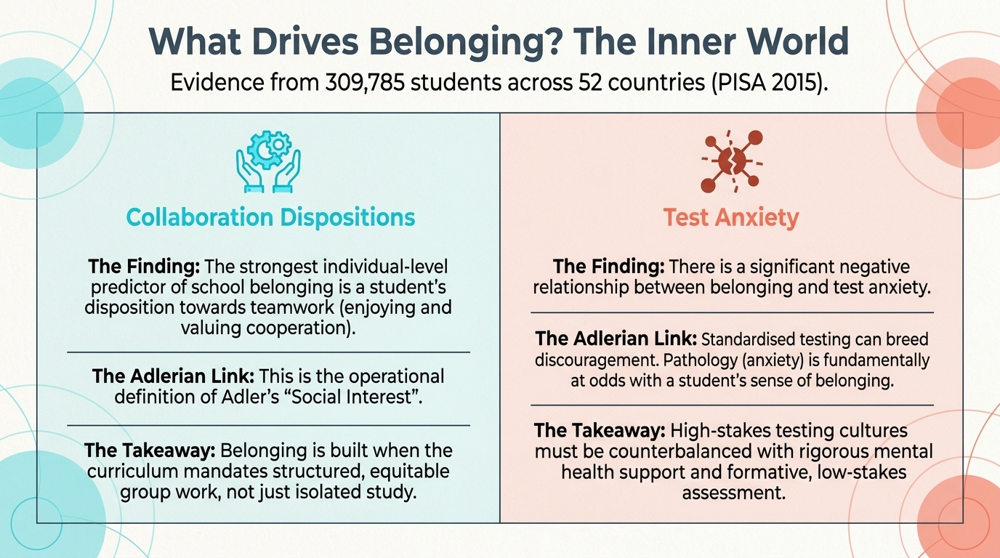 What Drives Belonging? The Inner World
Evidence from 309,785 students across 52 countries (PISA 2015).
Collaboration Dispositions
The Finding: The strongest individual-level
predictor of school belonging is a student's
disposition towards teamwork (enjoying and
valuing cooperation).
The Adlerian Link: This is the operational
definition of Adler's “Social Interest”.
The Takeaway: Belonging is built when the
curriculum mandates structured, equitable
group work, not just isolated study.
Test Anxiety
The Finding: There is a significant negative
relationship between belonging and test anxiety.
The Adlerian Link: Standardised testing can breed
discouragement. Pathology (anxiety) is fundamentally
at odds with a student's sense of belonging.
The Takeaway: High-stakes testing cultures
must be counterbalanced with rigorous mental
health support and formative, low-stakes
assessment.